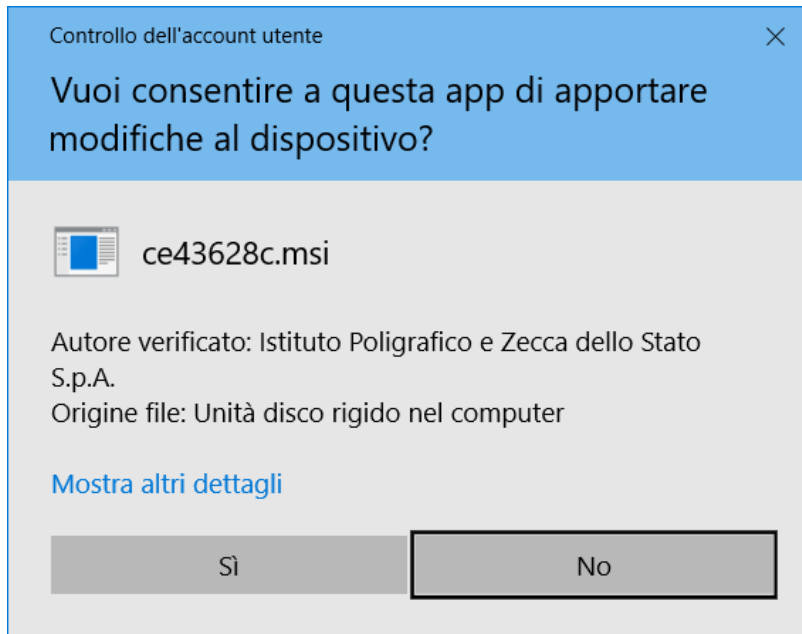 Controllo dell'account utente
Vuoi consentire a questa app di apportare
modifiche al dispositivo?
ce43628c.msi
Autore verificato: Istituto Poligrafico e Zecca dello Stato
S.p.A.
Origine file: Unità disco rigido nel computer
Mostra altri dettagli
Sì
No